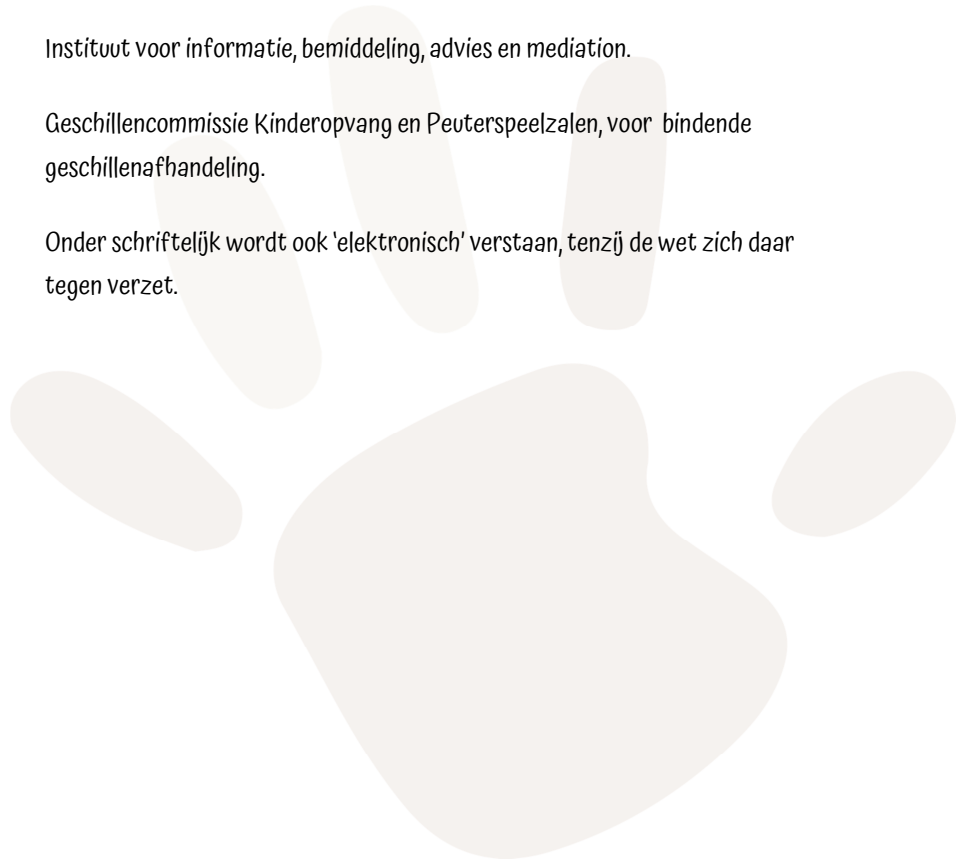 Instituut voor informatie, bemiddeling, advies en mediation.
Geschillencommissie Kinderopvang en Peuterspeelzalen, voor  bindende
geschillenafhandeling.
Onder schriftelijk wordt ook ‘elektronisch’ verstaan, tenzij de wet zich daar
tegen verzet.